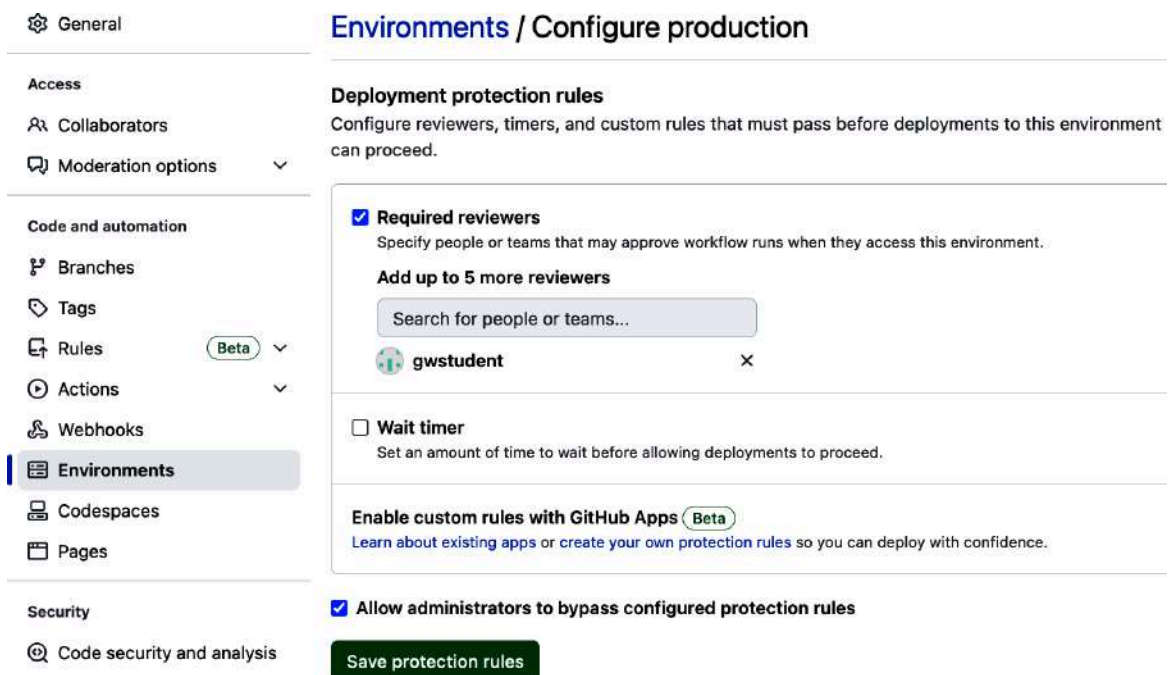 General
Access
Collaborators
Moderation options
Code and automation
Branches
Tags
Rules Beta
Actions
Webhooks
Environments
Codespaces
Pages
Security
Code security and analysis
Environments / Configure production
Deployment protection rules
Configure reviewers, timers, and custom rules that must pass before deployments to this environment
can proceed.
Required reviewers
Specify people or teams that may approve workflow runs when they access this environment.
Add up to 5 more reviewers
Search for people or teams...
gwstudent
Wait timer
Set an amount of time to wait before allowing deployments to proceed.
Enable custom rules with GitHub Apps Beta
Learn about existing apps or create your own protection rules so you can deploy with confidence.
Allow administrators to bypass configured protection rules
Save protection rules